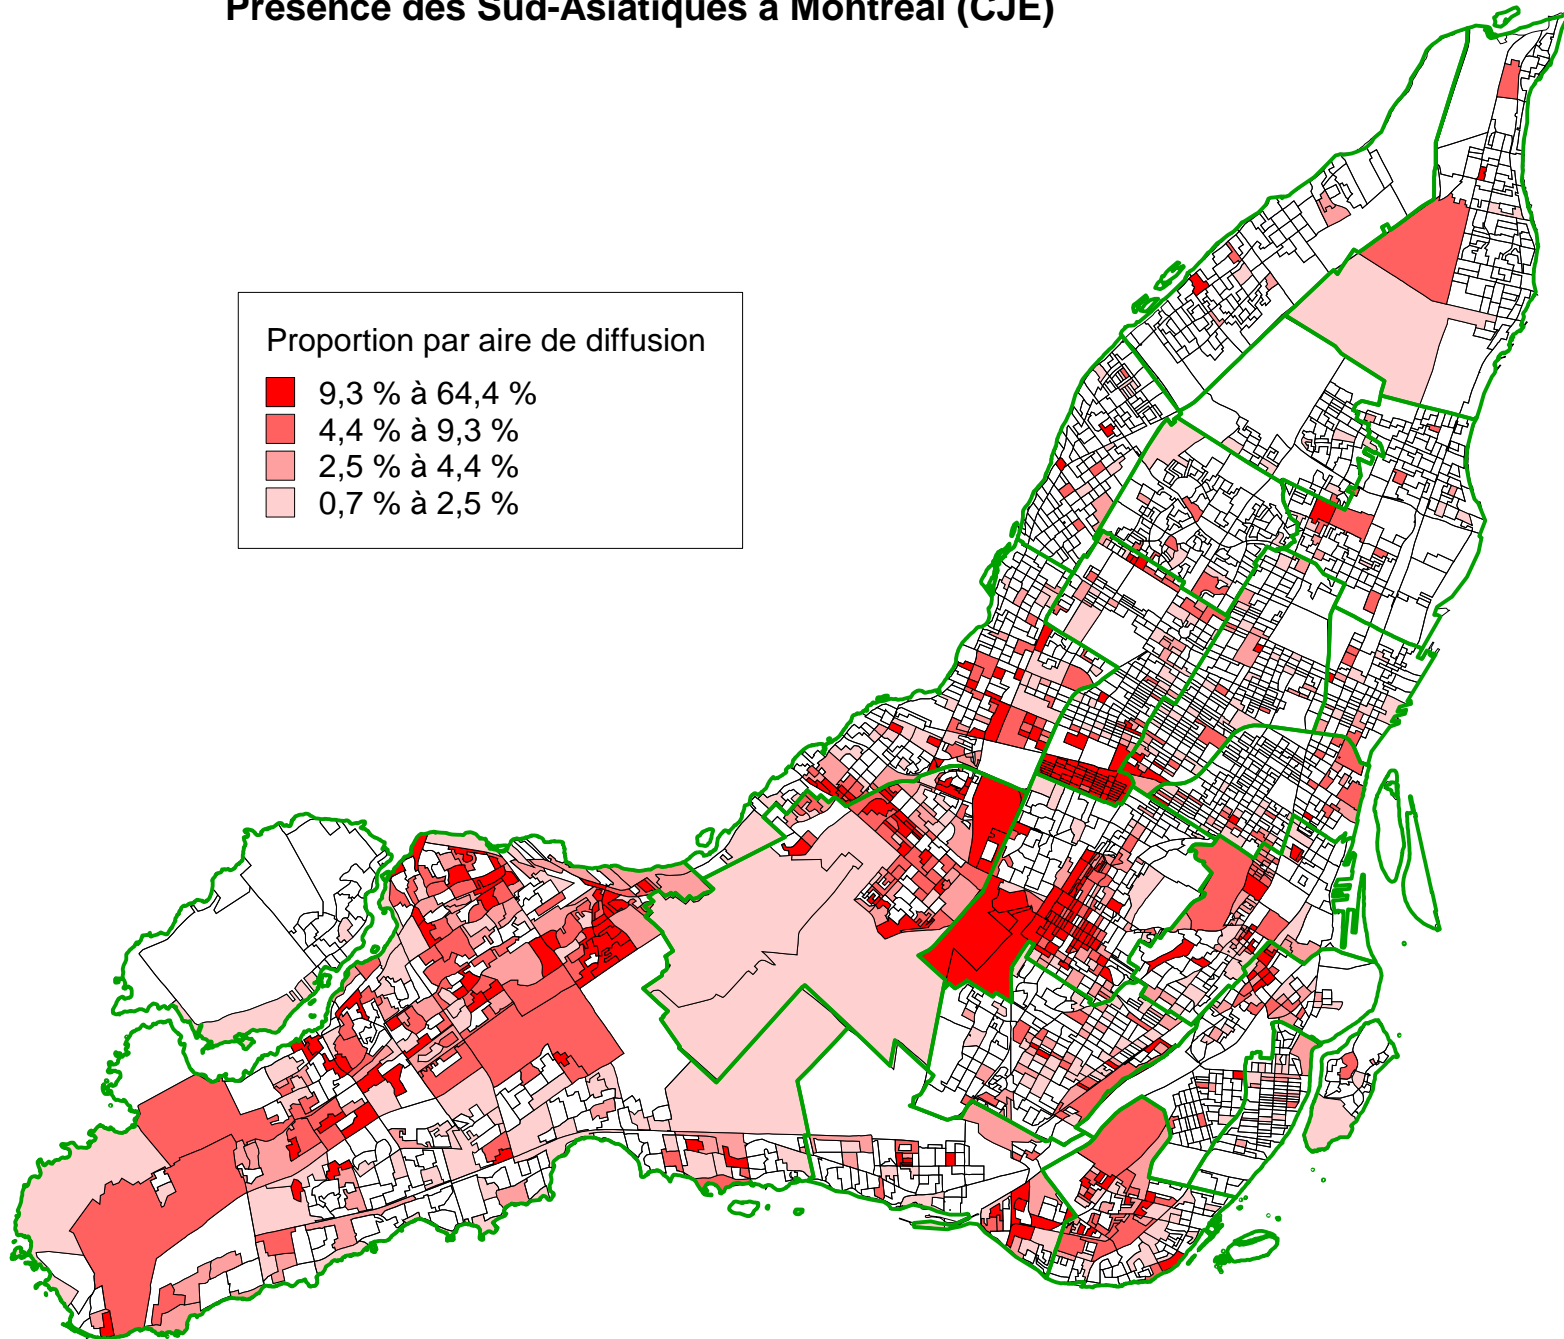 Présence des Sud-Asiatiques à Montréal (CJE)
Proportion par aire de diffusion
9,3 % à 64,4 %
4,4 % à 9,3 %
2,5 % à 4,4 %
0,7 % à 2,5 %